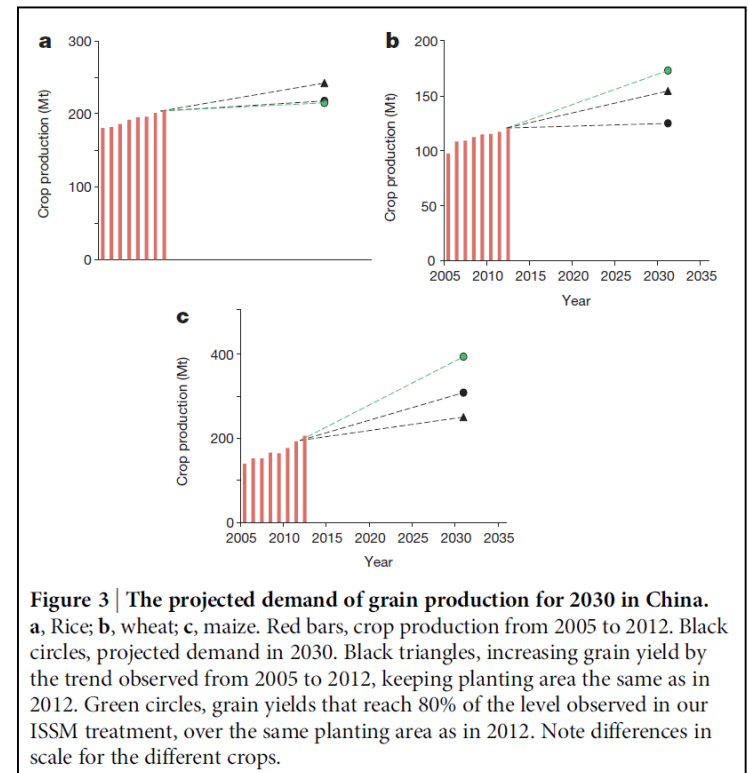 a
300
200
100
0
Crop production (Mt)
b
200
150
100
50
0
Crop production (Mt)
2005 2010 2015 2020 2025 2030 2035
Year
c
400
200
0
Crop production (Mt)
2005 2010 2015 2020 2025 2030 2035
Year
Figure 3 | The projected demand of grain production for 2030 in China.
a, Rice; b, wheat; c, maize. Red bars, crop production from 2005 to 2012. Black
circles, projected demand in 2030. Black triangles, increasing grain yield by
the trend observed from 2005 to 2012, keeping planting area the same as in
2012. Green circles, grain yields that reach 80% of the level observed in our
ISSM treatment, over the same planting area as in 2012. Note differences in
scale for the different crops.